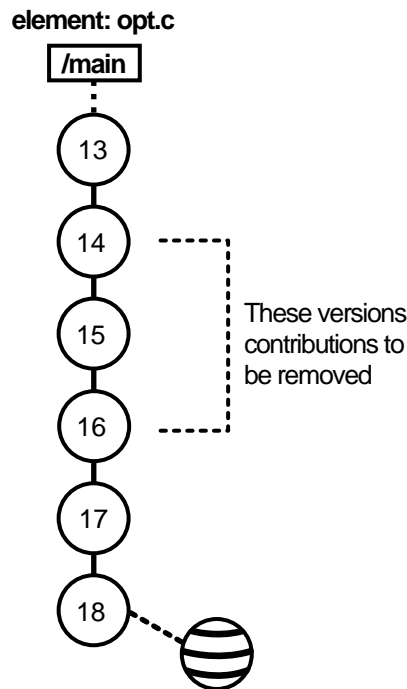 element: opt.c
/main
13
14
15
These versions
contributions to
be removed
16
17
18